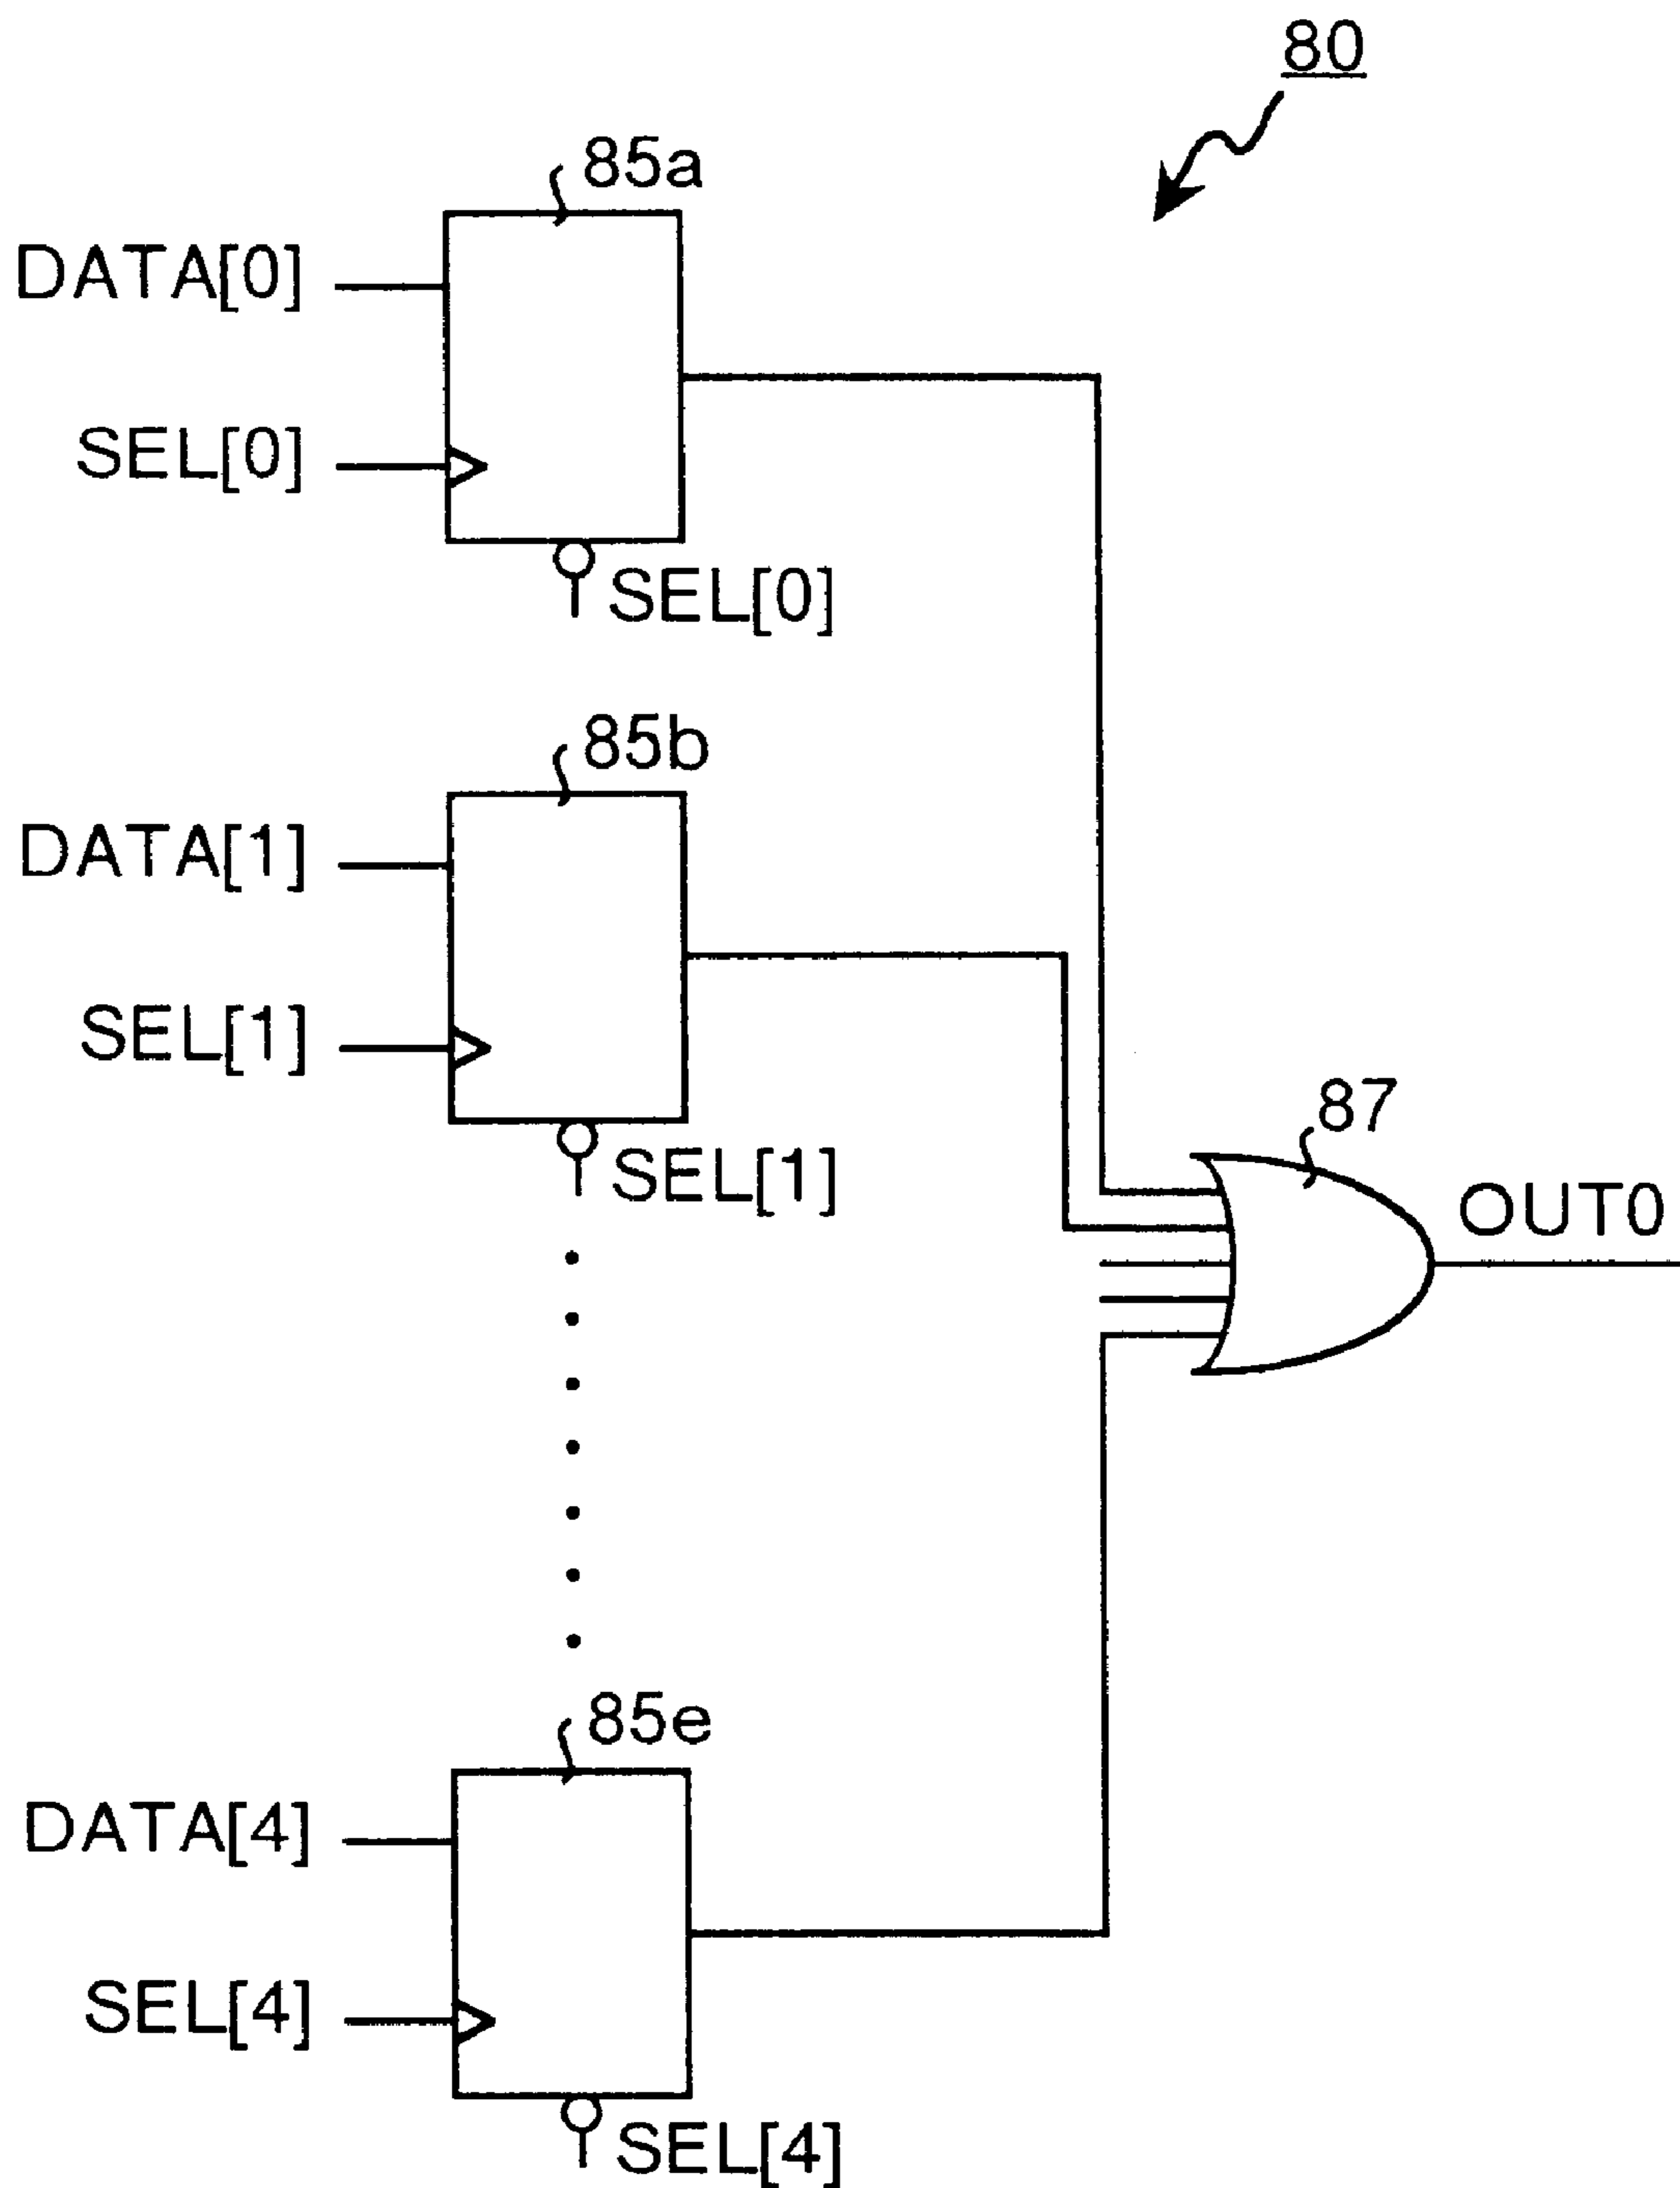 80
85a
DATA[0]
SEL[0]
SEL[0]
85b
DATA[1]
SEL[1]
SEL[1]
87
OUT0
85e
DATA[4]
SEL[4]
SEL[4]